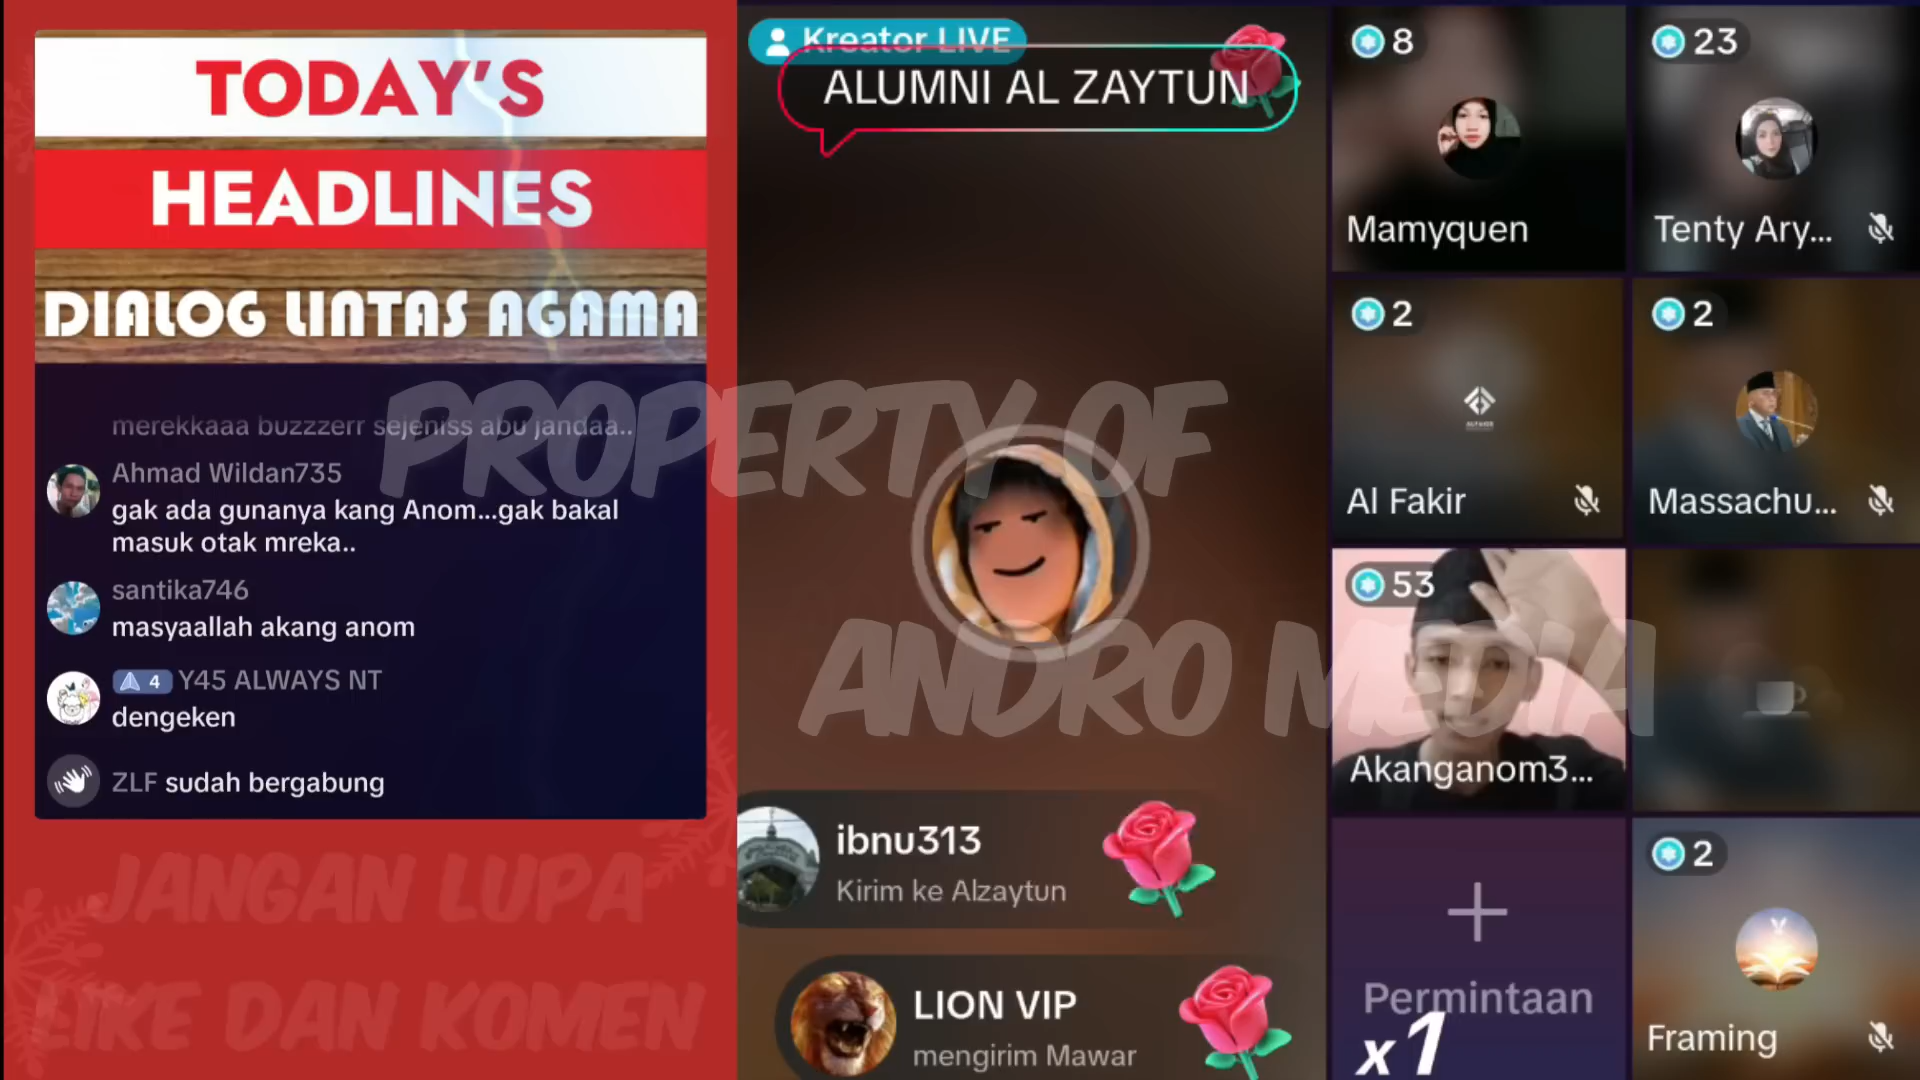 TODAY'S
HEADLINES
DIALOG LINTAS AGAMA
merekkaaa buzzzerr sejeniss abu jandaa..
Ahmad Wildan735
gak ada gunanya kang Anom...gak bakal
masuk otak mreka..
santika746
masyaallah akang anom
4 Y45 ALWAYS NT
dengeken
ZLF sudah bergabung
JANGAN LUPA
LIKE DAN KOMEN
PROPERTY OF
ANDRO MEDIA
Kreator LIVE
ALUMNI AL ZAYTUN
ibnu313
Kirim ke Alzaytun
LION VIP
mengirim Mawar
x1
8
Mamyquen
23
Tenty Ary...
2
Al Fakir
2
Massachu...
53
Akanganom3...
Permintaan
2
Framing